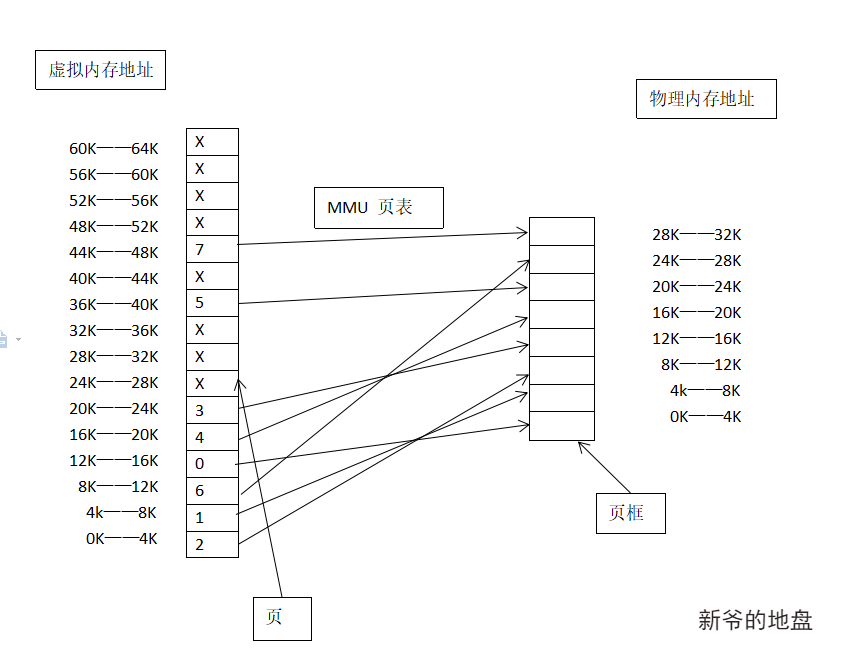 虚拟内存地址
物理内存地址
MMU 页表
60K——64K X
56K——60K X
52K——56K X
48K——52K X
44K——48K 7
40K——44K X
36K——40K 5
32K——36K X
28K——32K X
24K——28K X
20K——24K 3
16K——20K 4
12K——16K 0
8K——12K 6
4k——8K 1
0K——4K 2
28K——32K
24K——28K
20K——24K
16K——20K
12K——16K
8K——12K
4k——8K
0K——4K
页框
页
新爷的地盘